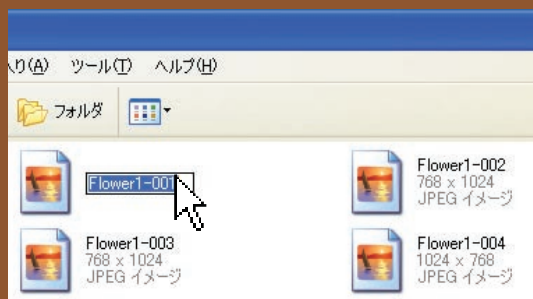 入り(A) ツール(T) ヘルプ(H)
フォルダ
Flower1-001
Flower1-002
768 x 1024
JPEG イメージ
Flower1-003
768 x 1024
JPEG イメージ
Flower1-004
1024 x 768
JPEG イメージ